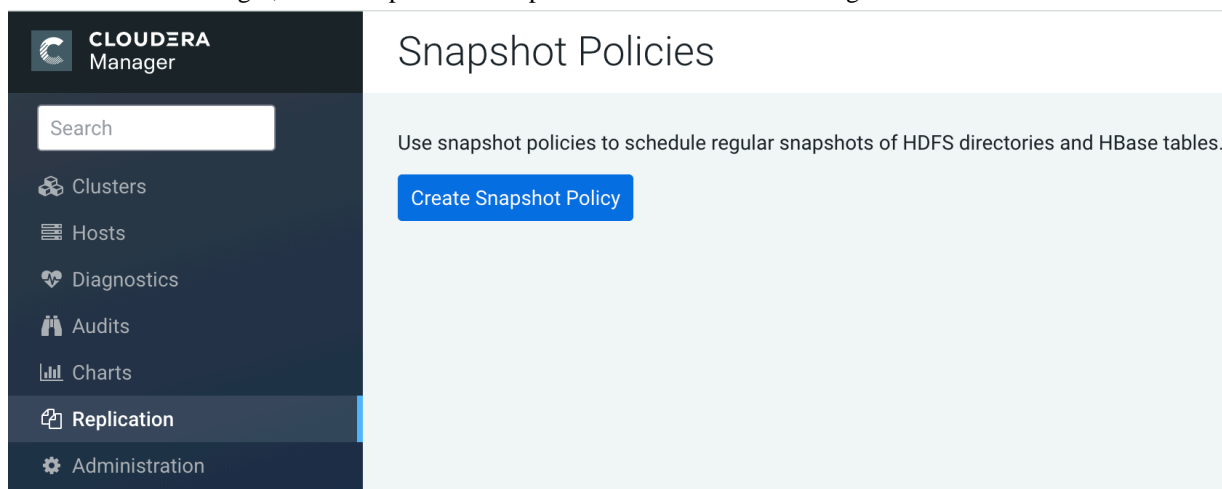 CLOUDERA
Manager
Snapshot Policies
Search
Use snapshot policies to schedule regular snapshots of HDFS directories and HBase tables.
Create Snapshot Policy
Clusters
Hosts
Diagnostics
Audits
Charts
Replication
Administration